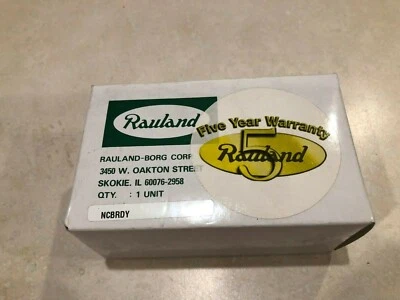 Rauland
RAULAND-BORG CORP
3450 W. OAKTON STREET
SKOKIE, IL 60076-2958
QTY. : 1 UNIT
NCBRDY
Five Year Warranty
5
Rauland